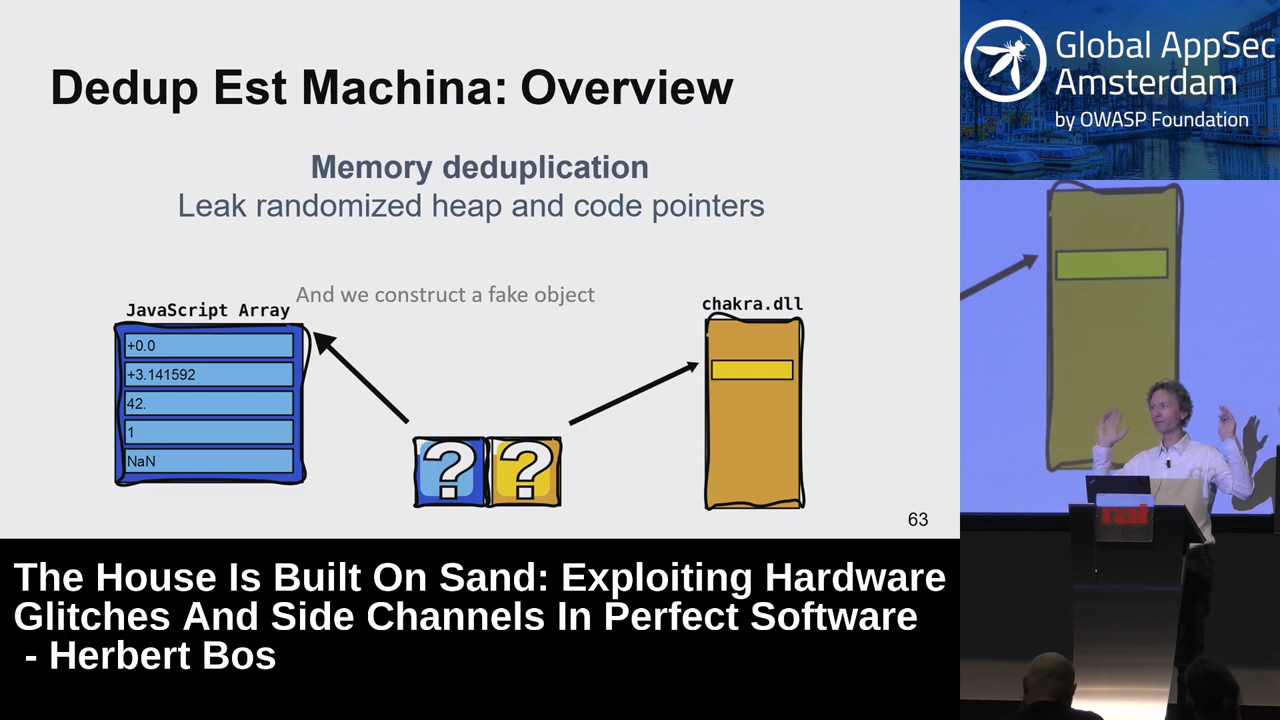 Dedup Est Machina: Overview
Memory deduplication
Leak randomized heap and code pointers
And we construct a fake object
JavaScript Array
chakra.dll
+0.0
+3.141592
42.
1
NaN
? ?
63
Global AppSec
Amsterdam
by OWASP Foundation
rai
The House Is Built On Sand: Exploiting Hardware
Glitches And Side Channels In Perfect Software
- Herbert Bos